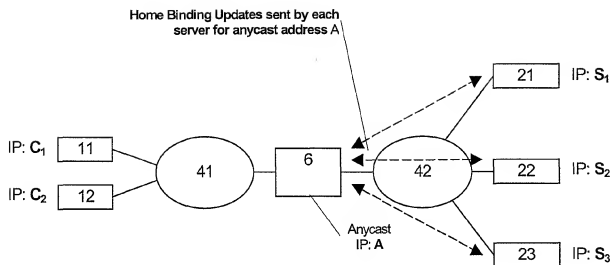 Home Binding Updates sent by each
server for anycast address A
21
IP: S1
IP: C1
11
6
41
42
22
IP: S2
IP: C2
12
Anycast
IP: A
23
IP: S3